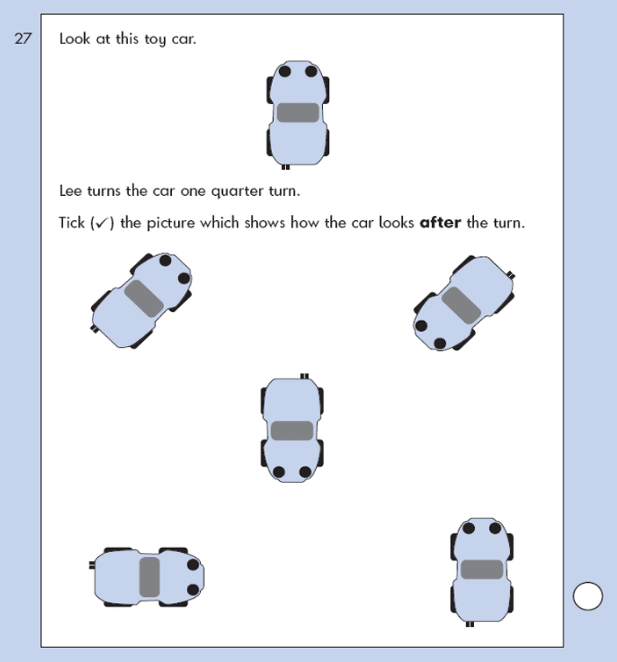 27
Look at this toy car.
Lee turns the car one quarter turn.
Tick (✓) the picture which shows how the car looks after the turn.